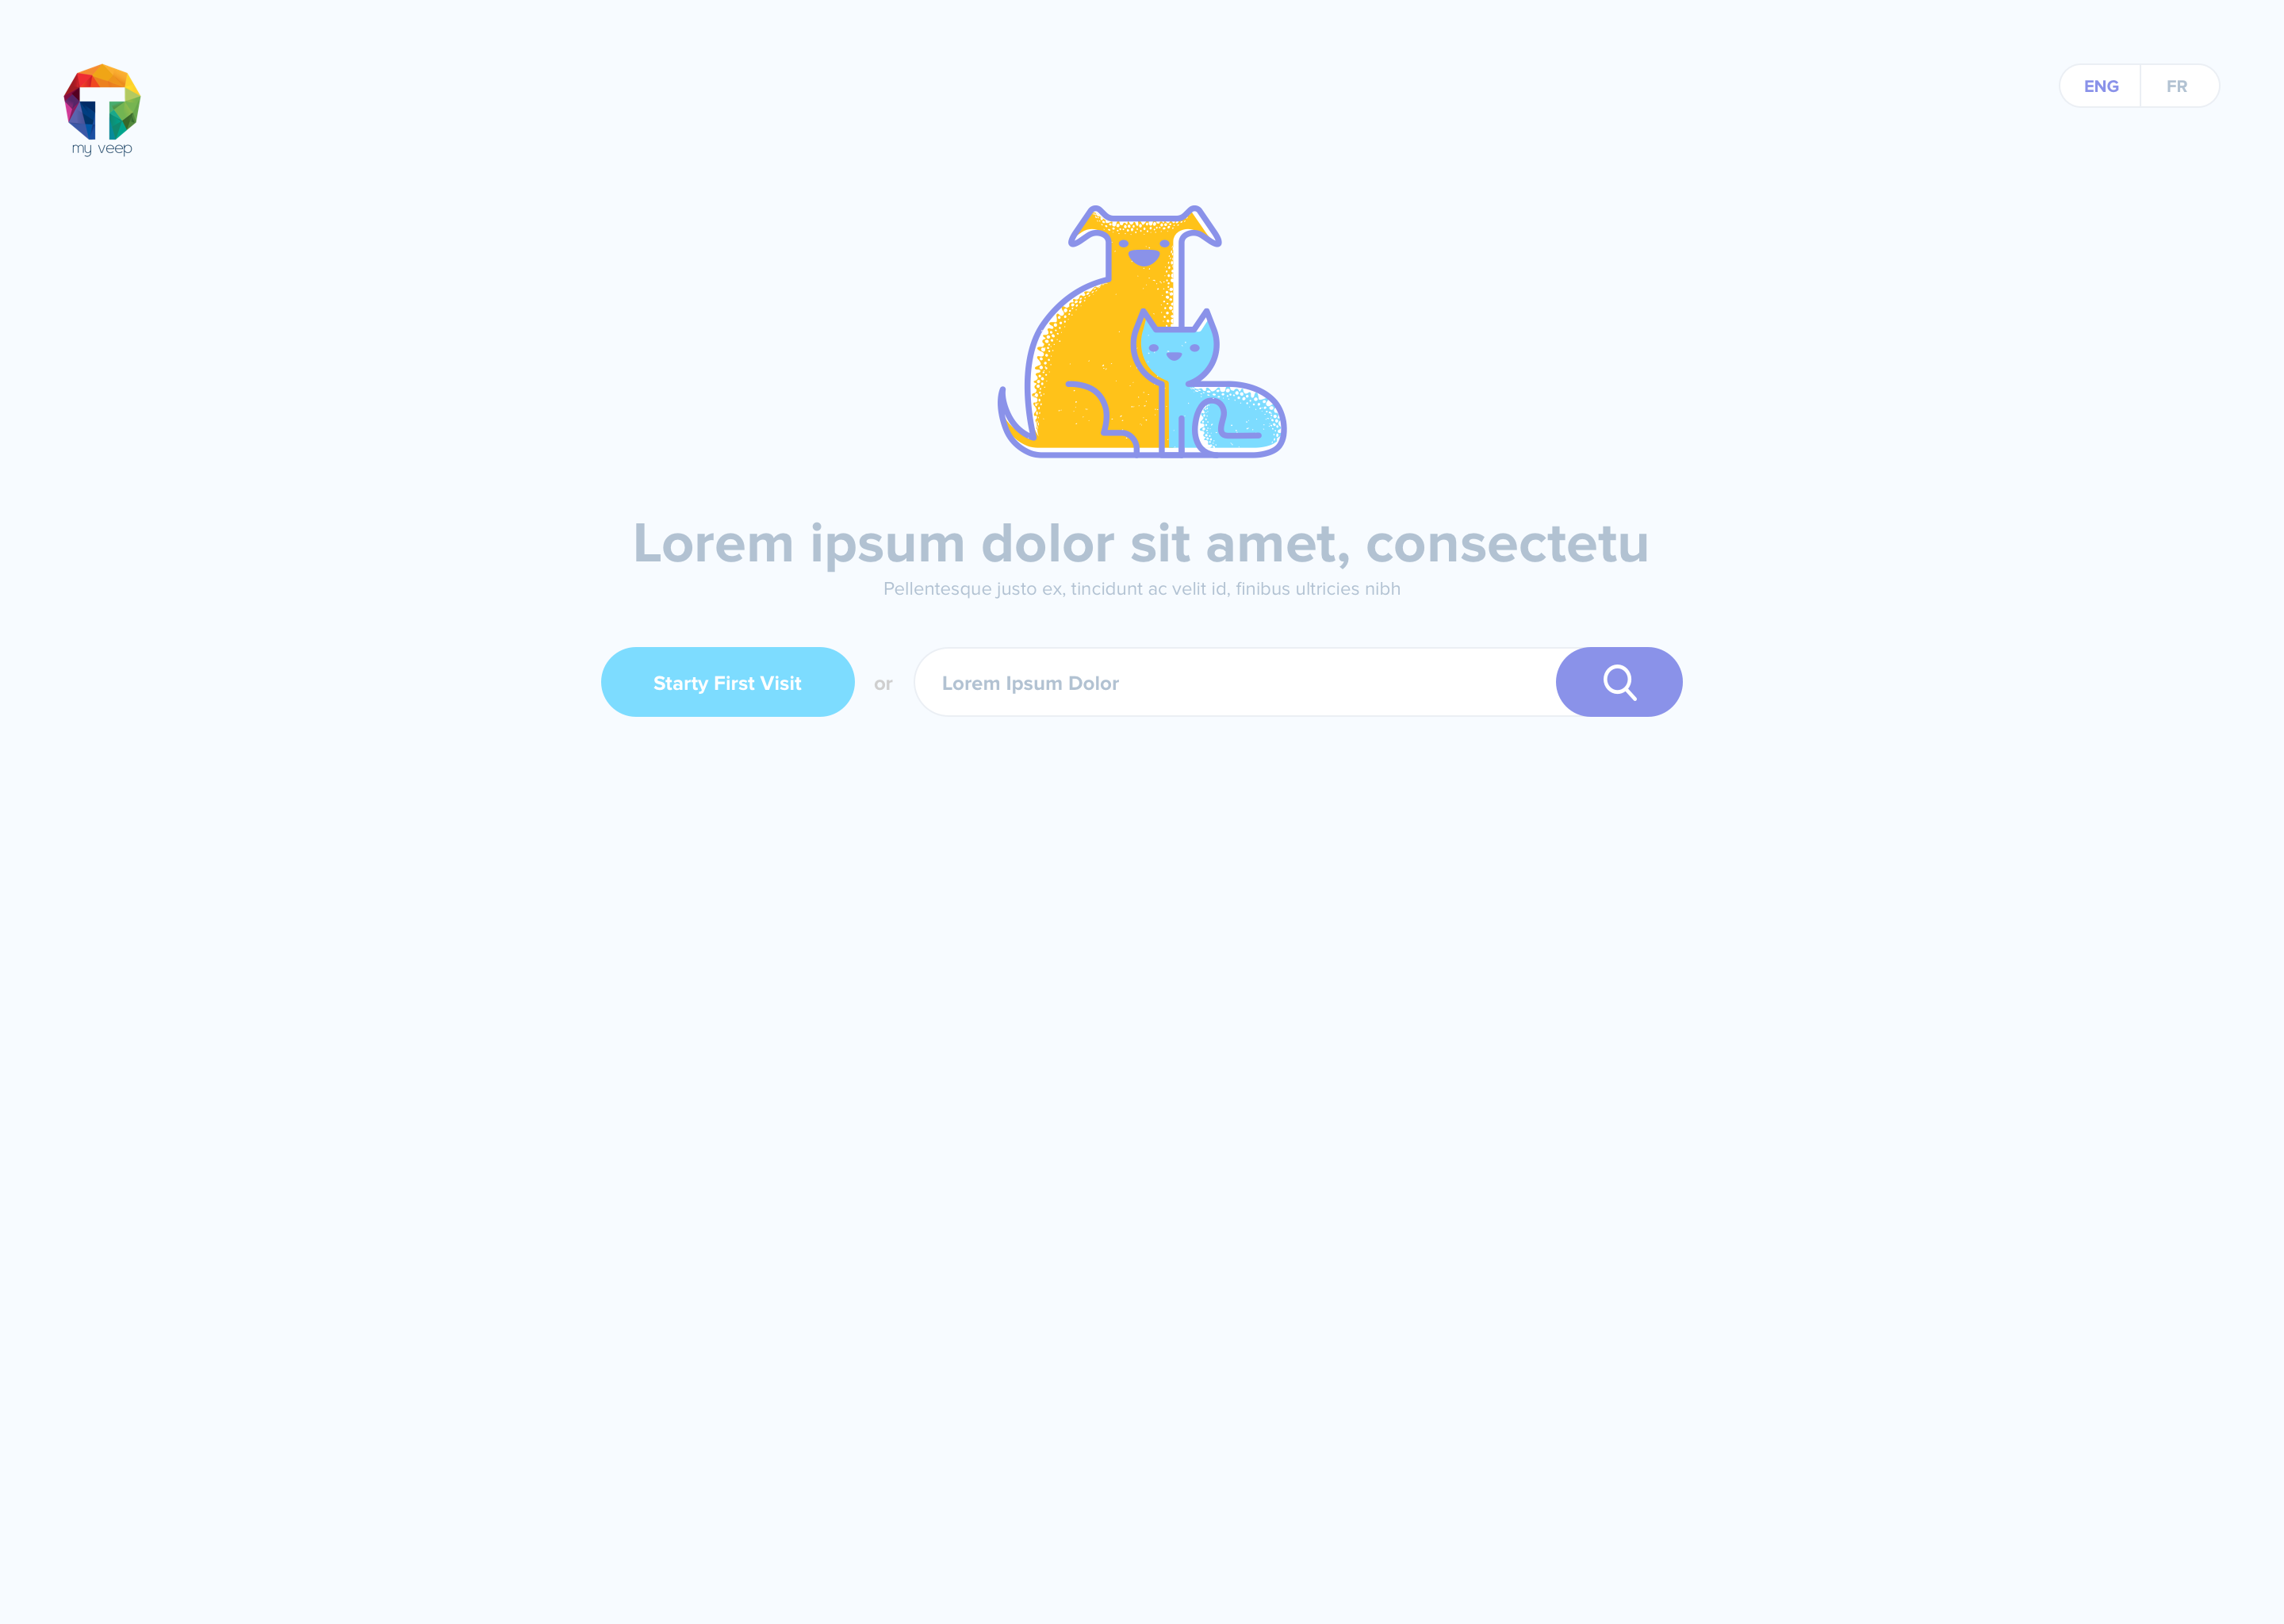 my veep
ENG FR
Lorem ipsum dolor sit amet, consectetu
Pellentesque justo ex, tincidunt ac velit id, finibus ultricies nibh
Starty First Visit or Lorem Ipsum Dolor